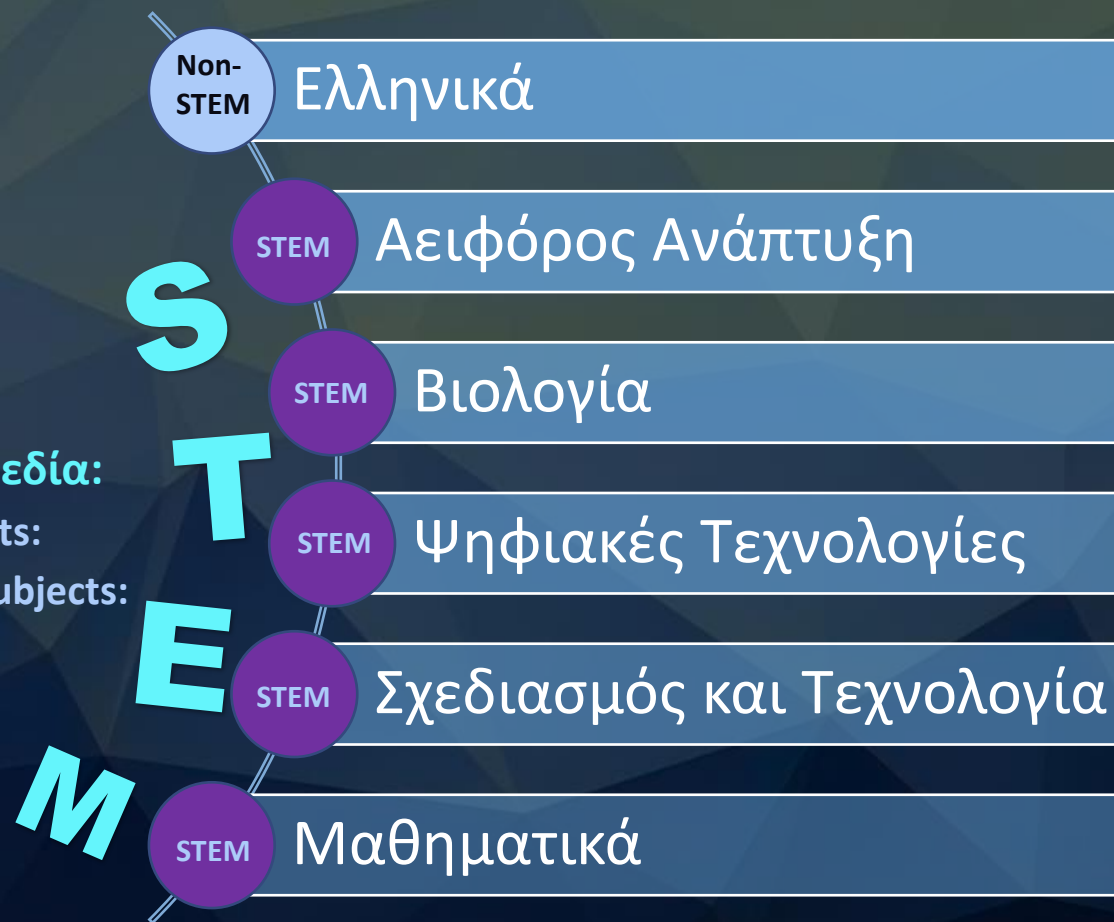 Non-
STEM
Ελληνικά
STEM
Αειφόρος Ανάπτυξη
S
STEM
Βιολογία
T
εδία:
ts:
STEM
Ψηφιακές Τεχνολογίες
ubjects:
E
STEM
Σχεδιασμός και Τεχνολογία
M
STEM
Μαθηματικά